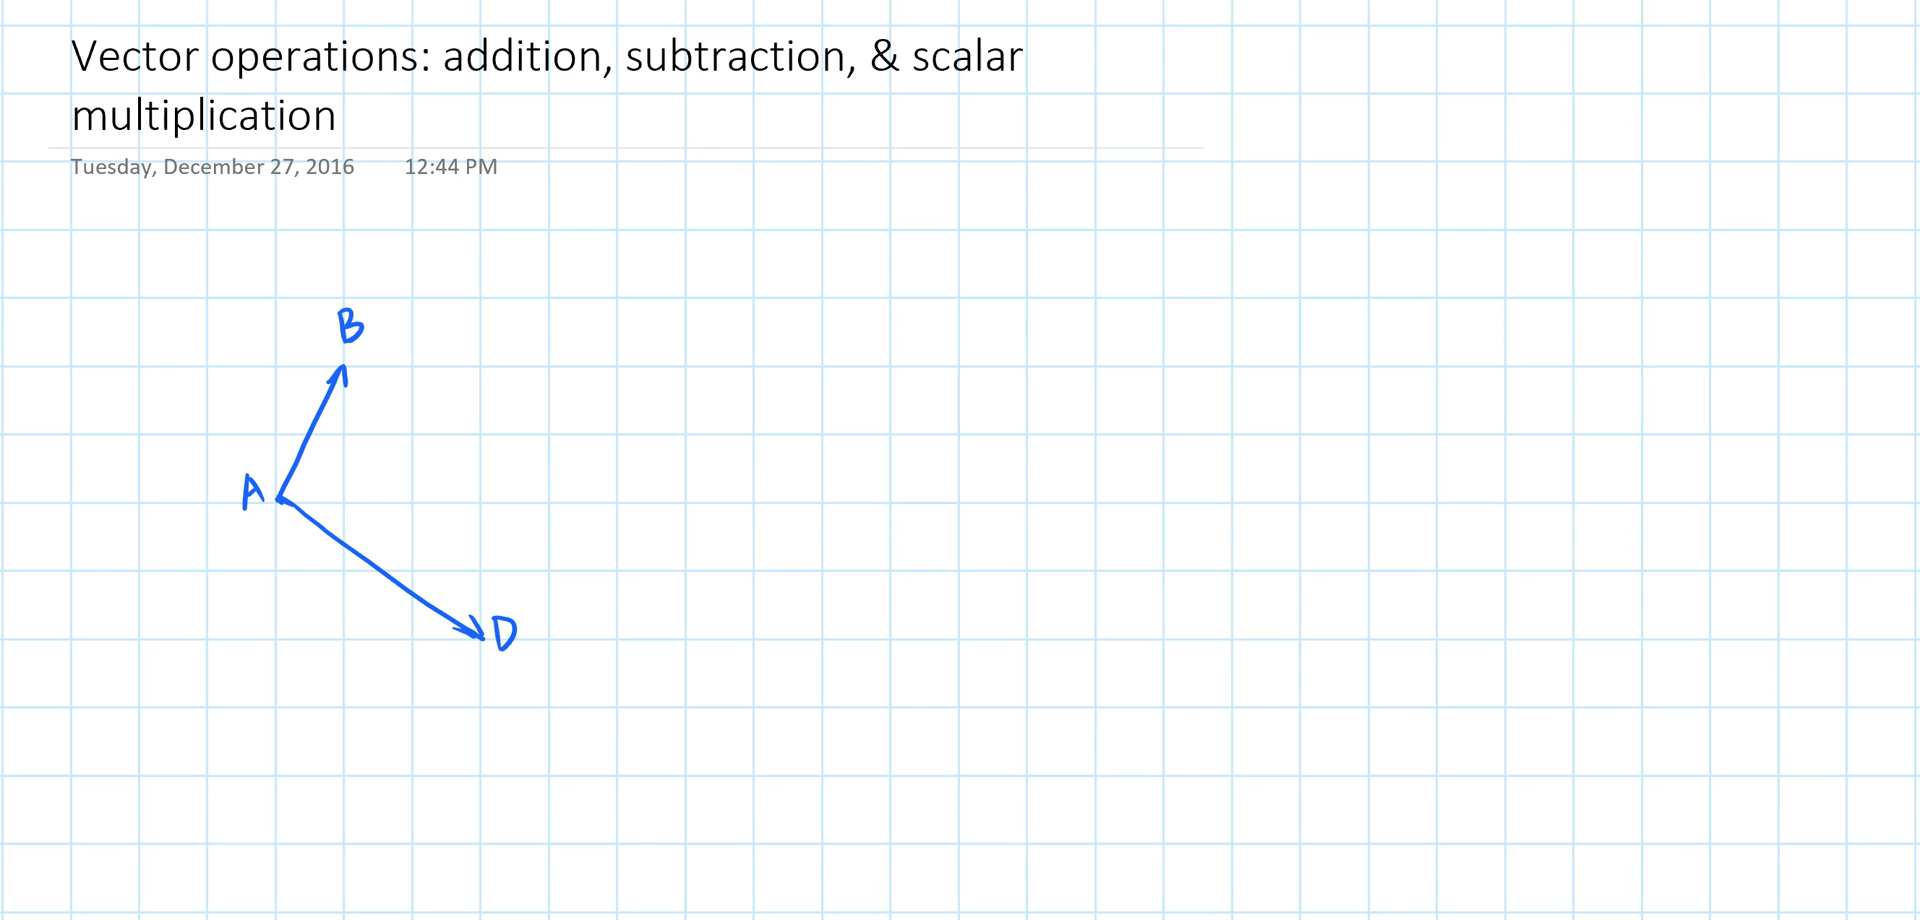 Vector operations: addition, subtraction, & scalar
multiplication
Tuesday, December 27, 2016 12:44 PM
B
A
D